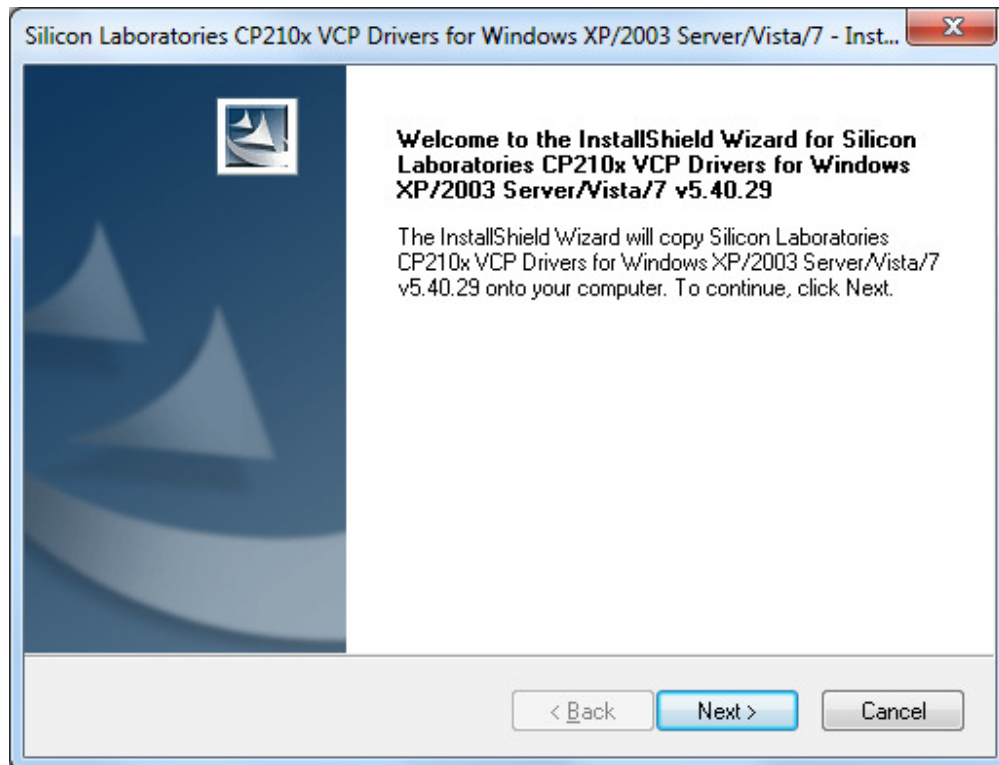 Silicon Laboratories CP210x VCP Drivers for Windows XP/2003 Server/Vista/7 - Inst...
Welcome to the InstallShield Wizard for Silicon
Laboratories CP210x VCP Drivers for Windows
XP/2003 Server/Vista/7 v5.40.29
The InstallShield Wizard will copy Silicon Laboratories
CP210x VCP Drivers for Windows XP/2003 Server/Vista/7
v5.40.29 onto your computer. To continue, click Next.
< Back Next > Cancel